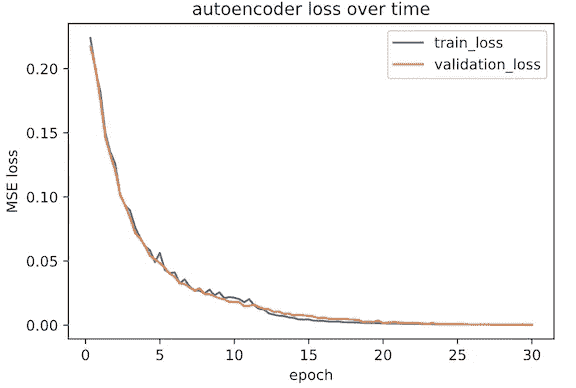 autoencoder loss over time
train_loss
validation_loss
MSE loss
0.20
0.15
0.10
0.05
0.00
0 5 10 15 20 25 30
epoch